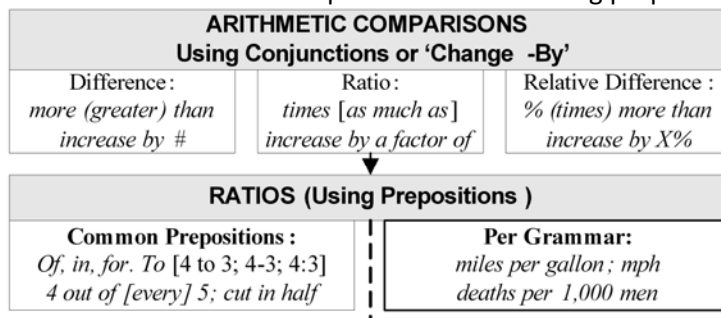 ARITHMETIC COMPARISONS
Using Conjunctions or ‘Change -By’
Difference:
more (greater) than
increase by #
Ratio:
times [as much as]
increase by a factor of
Relative Difference :
% (times) more than
increase by X%
RATIOS (Using Prepositions )
Common Prepositions :
Of, in, for. To [4 to 3; 4-3; 4:3]
4 out of [every] 5; cut in half
Per Grammar:
miles per gallon ; mph
deaths per 1,000 men